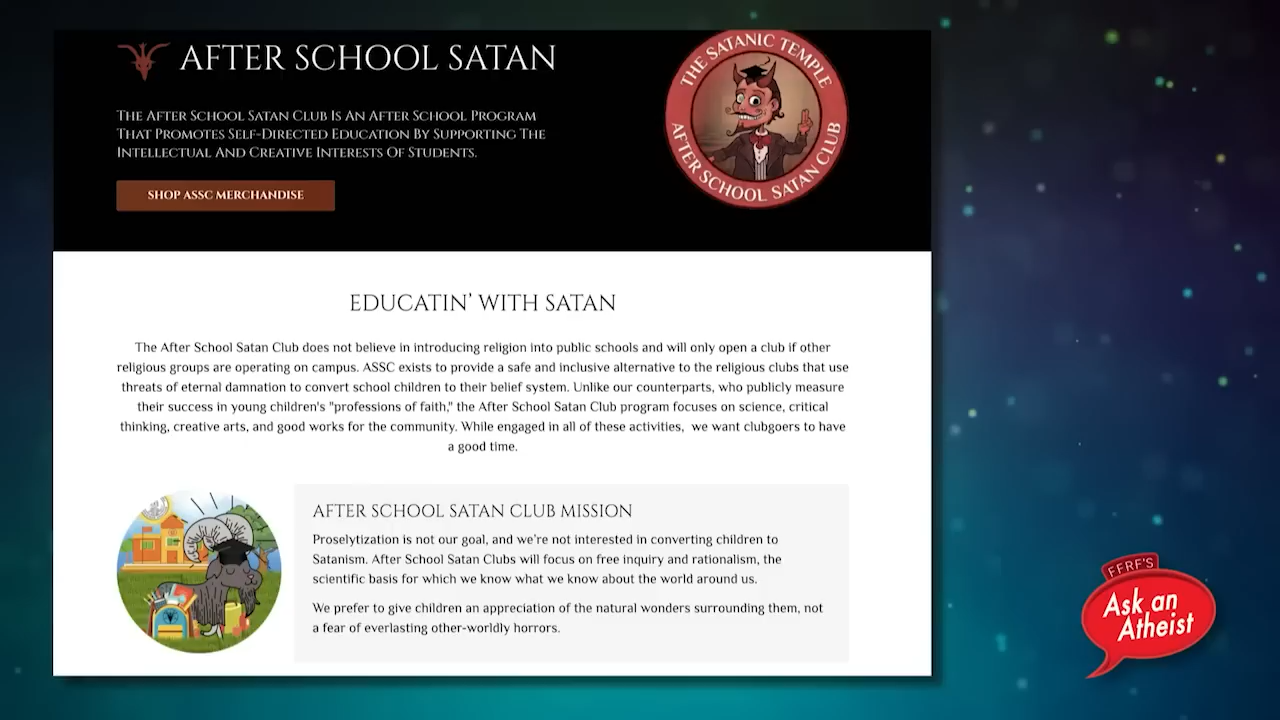 AFTER SCHOOL SATAN
THE AFTER SCHOOL SATAN CLUB IS AN AFTER SCHOOL PROGRAM
THAT PROMOTES SELF-DIRECTED EDUCATION BY SUPPORTING THE
INTELLECTUAL AND CREATIVE INTERESTS OF STUDENTS.
SHOP ASSC MERCHANDISE
THE SATANIC TEMPLE
AFTER SCHOOL SATAN CLUB
EDUCATIN’ WITH SATAN
The After School Satan Club does not believe in introducing religion into public schools and will only open a club if other
religious groups are operating on campus. ASSC exists to provide a safe and inclusive alternative to the religious clubs that use
threats of eternal damnation to convert school children to their belief system. Unlike our counterparts, who publicly measure
their success in young children's "professions of faith," the After School Satan Club program focuses on science, critical
thinking, creative arts, and good works for the community. While engaged in all of these activities, we want clubgoers to have
a good time.
AFTER SCHOOL SATAN CLUB MISSION
Proselytization is not our goal, and we're not interested in converting children to
Satanism. After School Satan Clubs will focus on free inquiry and rationalism, the
scientific basis for which we know what we know about the world around us.
We prefer to give children an appreciation of the natural wonders surrounding them, not
a fear of everlasting other-worldly horrors.
FFRF'S
Ask an
Atheist